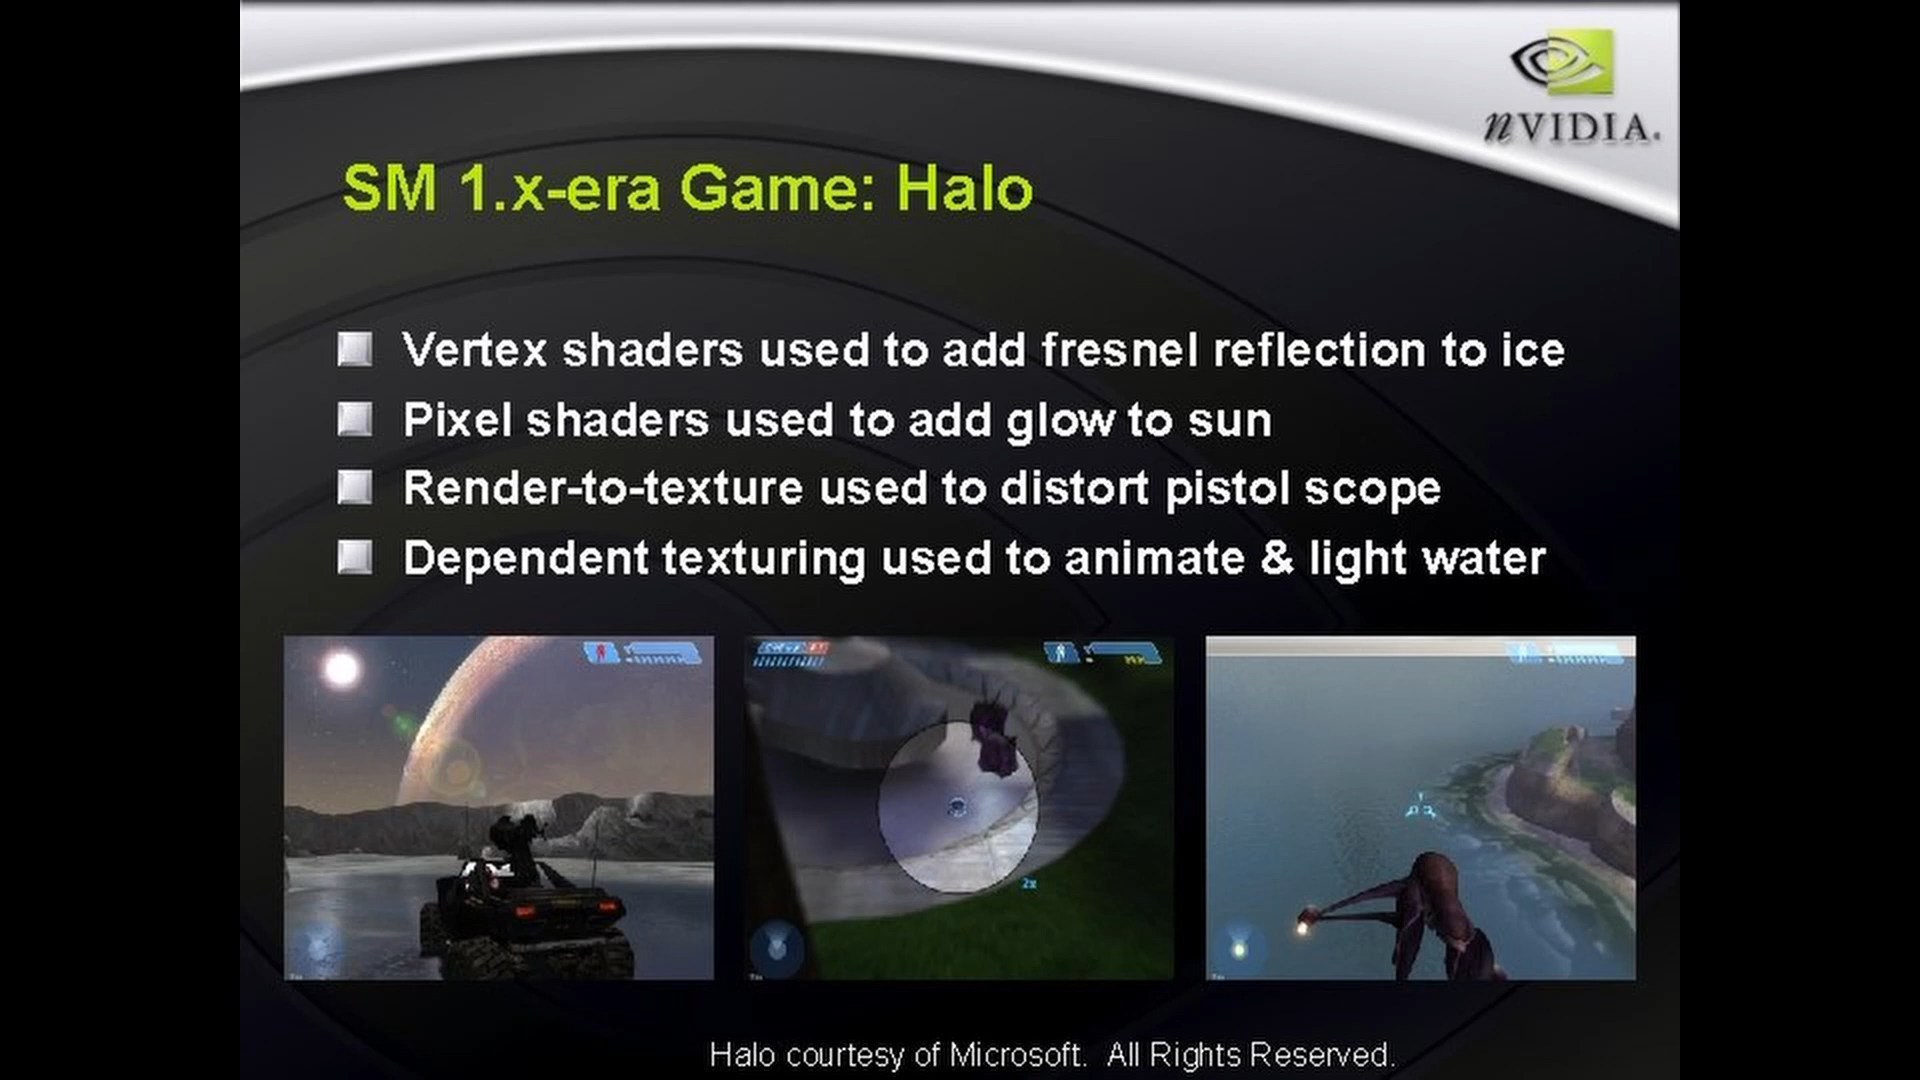 nVIDIA.
SM 1.x-era Game: Halo
Vertex shaders used to add fresnel reflection to ice
Pixel shaders used to add glow to sun
Render-to-texture used to distort pistol scope
Dependent texturing used to animate & light water
2x
Halo courtesy of Microsoft.  All Rights Reserved.